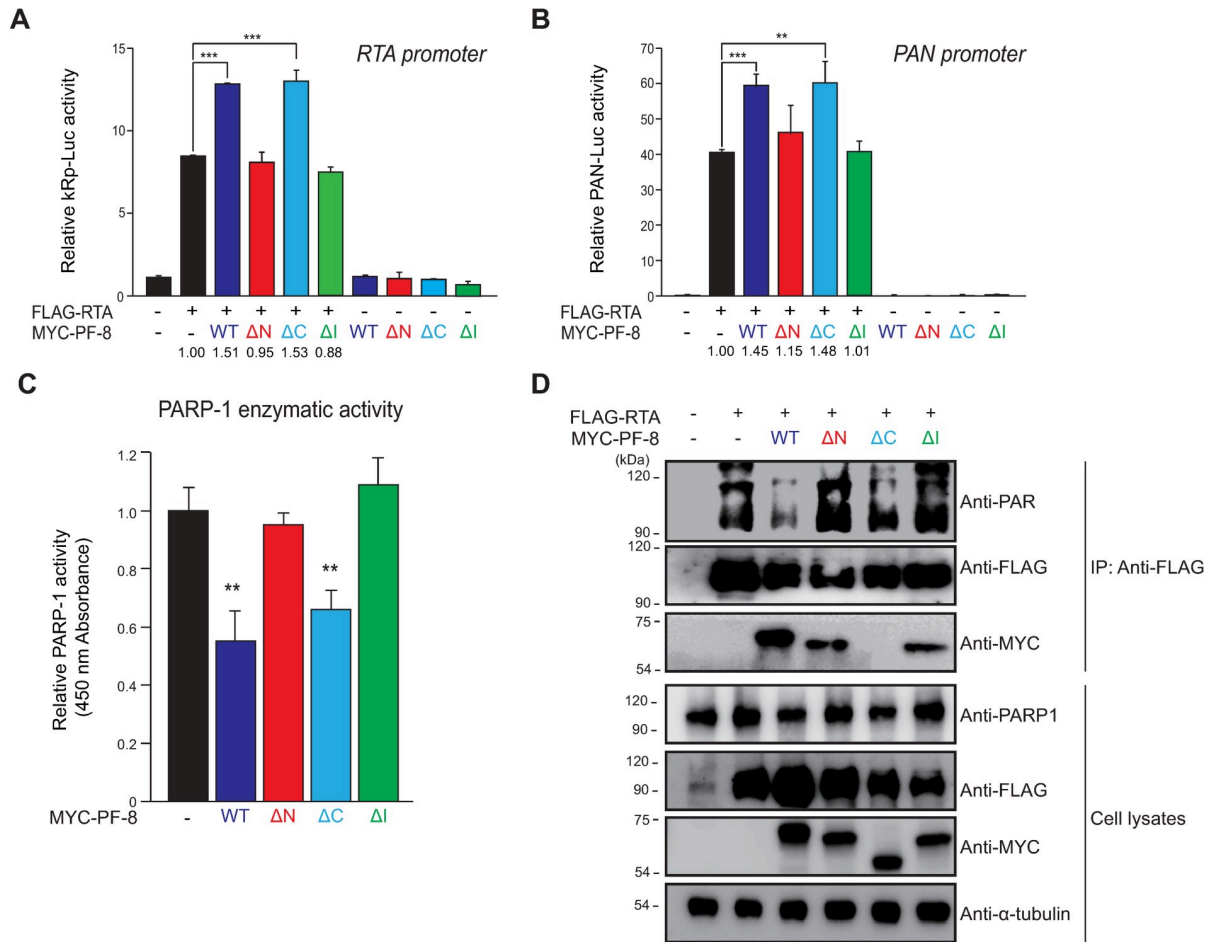 A
RTA promoter
Relative kRp-Luc activity
15
10
5
0
*** ***
FLAG-RTA - + + + + + - - - -
MYC-PF-8 - - WT ΔN ΔC ΔI WT ΔN ΔC ΔI
1.00 1.51 0.95 1.53 0.88
B
PAN promoter
Relative PAN-Luc activity
70
60
50
40
30
20
10
0
** ***
FLAG-RTA - + + + + + - - - -
MYC-PF-8 - - WT ΔN ΔC ΔI WT ΔN ΔC ΔI
1.00 1.45 1.15 1.48 1.01
C
PARP-1 enzymatic activity
Relative PARP-1 activity
(450 nm Absorbance)
1.2
1.0
0.8
0.6
0.4
0.2
0
** **
MYC-PF-8 - WT ΔN ΔC ΔI
D
FLAG-RTA - + + + + +
MYC-PF-8 - - WT ΔN ΔC ΔI
(kDa)
120 -
90 -
Anti-PAR
120 -
90 -
Anti-FLAG
75 -
54 -
Anti-MYC
IP: Anti-FLAG
120 -
90 -
Anti-PARP1
120 -
90 -
Anti-FLAG
75 -
54 -
Anti-MYC
54 -
Anti-α-tubulin
Cell lysates